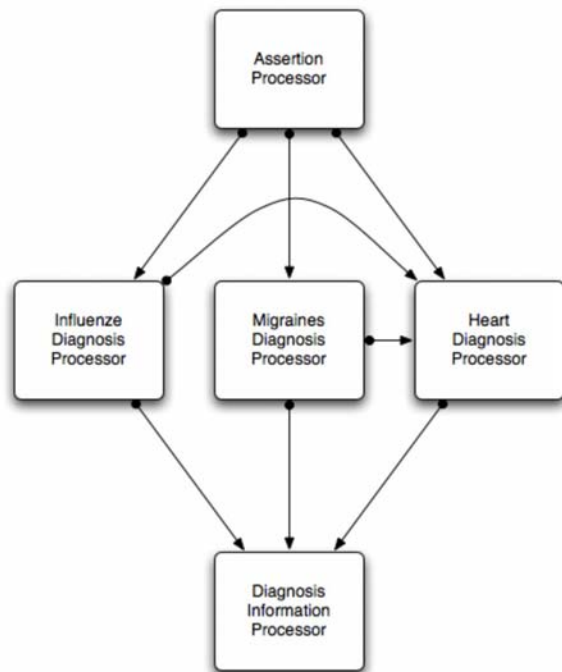 Assertion
Processor
Influenze
Diagnosis
Processor
Migraines
Diagnosis
Processor
Heart
Diagnosis
Processor
Diagnosis
Information
Processor